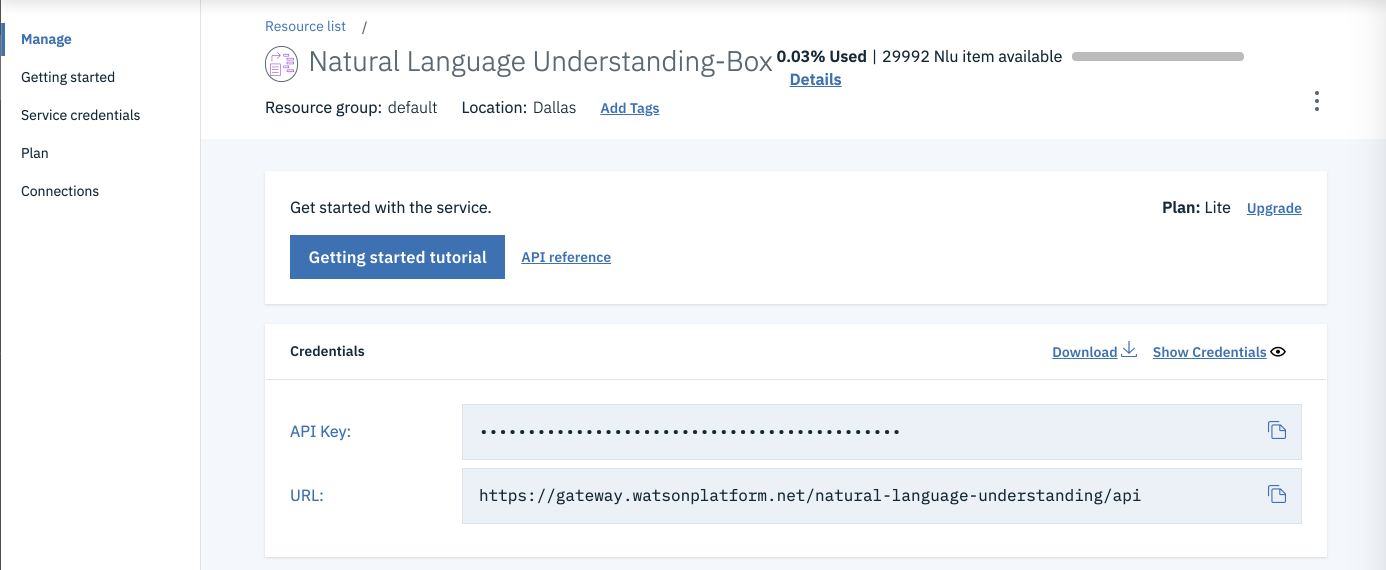 Manage
Getting started
Service credentials
Plan
Connections
Resource list /
Natural Language Understanding-Box 0.03% Used | 29992 Nlu item available
Details
Resource group: default Location: Dallas Add Tags
Get started with the service. Plan: Lite Upgrade
Getting started tutorial API reference
Credentials Download Show Credentials
API Key: ••••••••••••••••••••••••••••••••••••••••••••
URL: https://gateway.watsonplatform.net/natural-language-understanding/api